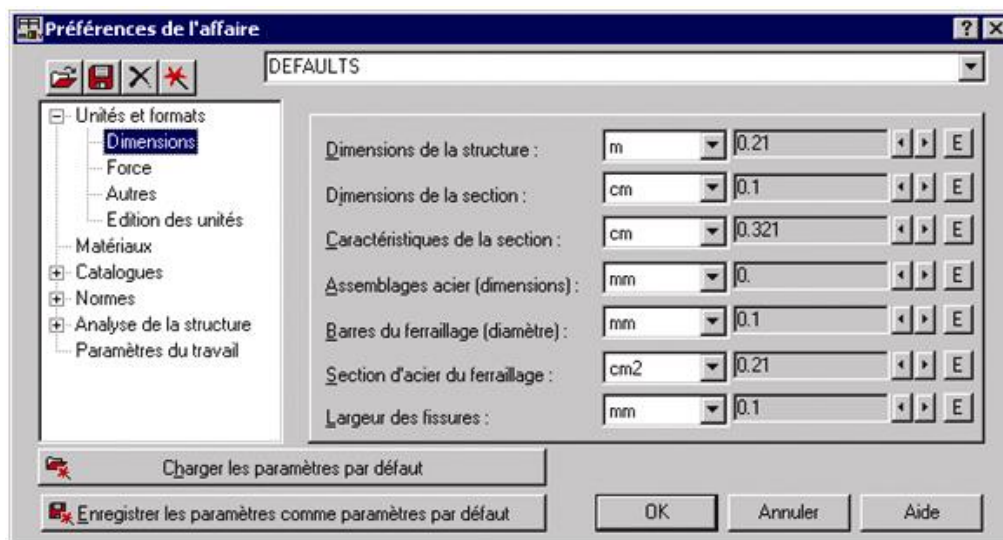 Préférences de l'affaire
DEFAULTS
Unités et formats
Dimensions
Force
Autres
Edition des unités
Matériaux
Catalogues
Normes
Analyse de la structure
Paramètres du travail
Dimensions de la structure : m 0.21 E
Dimensions de la section : cm 0.1 E
Caractéristiques de la section : cm 0.321 E
Assemblages acier (dimensions) : mm 0. E
Barres du ferraillage (diamètre) : mm 0.1 E
Section d'acier du ferraillage : cm2 0.21 E
Largeur des fissures : mm 0.1 E
Charger les paramètres par défaut
Enregistrer les paramètres comme paramètres par défaut
OK Annuler Aide